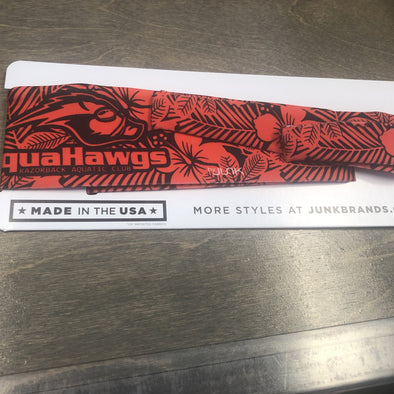 quaHawgs
RAZORBACK AQUATIC CLUB
JUNK
★ MADE IN THE USA ★
MORE STYLES AT JUNKBRANDS.